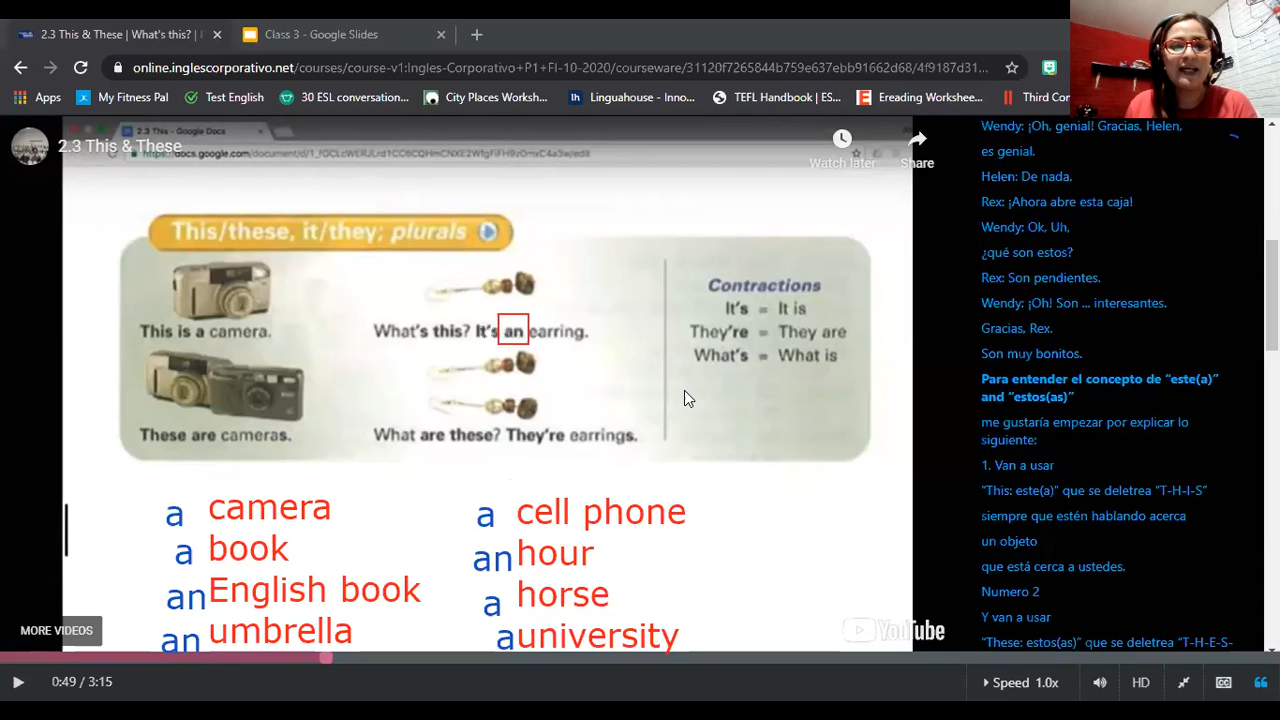 2.3 This & These | What's this? |
Class 3 - Google Slides
online.inglescorporativo.net/courses/course-v1:Ingles-Corporativo+P1+FI-10-2020/courseware/31120f7265844b759e637ebb91662d68/4f9187d31...
Apps My Fitness Pal Test English 30 ESL conversation... City Places Worksh... Linguahouse - Inno... TEFL Handbook | ES... Ereading Workshee... Third Con
2.3 This - Google Docs
2.3 This & These
Watch later
Share
This/these, it/they; plurals
This is a camera.
What's this? It's an earring.
These are cameras.
What are these? They're earrings.
Contractions
It's = It is
They're = They are
What's = What is
a camera
a book
an English book
an umbrella
a cell phone
an hour
a horse
a university
MORE VIDEOS
YouTube
0:49 / 3:15
Speed 1.0x
HD
CC
Wendy: ¡Oh, genial! Gracias, Helen,
es genial.
Helen: De nada.
Rex: ¡Ahora abre esta caja!
Wendy: Ok, Uh,
¿qué son estos?
Rex: Son pendientes.
Wendy: ¡Oh! Son ... interesantes.
Gracias, Rex.
Son muy bonitos.
Para entender el concepto de “este(a)”
and “estos(as)”
me gustaría empezar por explicar lo
siguiente:
1. Van a usar
“This: este(a)” que se deletrea “T-H-I-S”
siempre que estén hablando acerca
un objeto
que está cerca a ustedes.
Numero 2
Y van a usar
“These: estos(as)” que se deletrea “T-H-E-S-